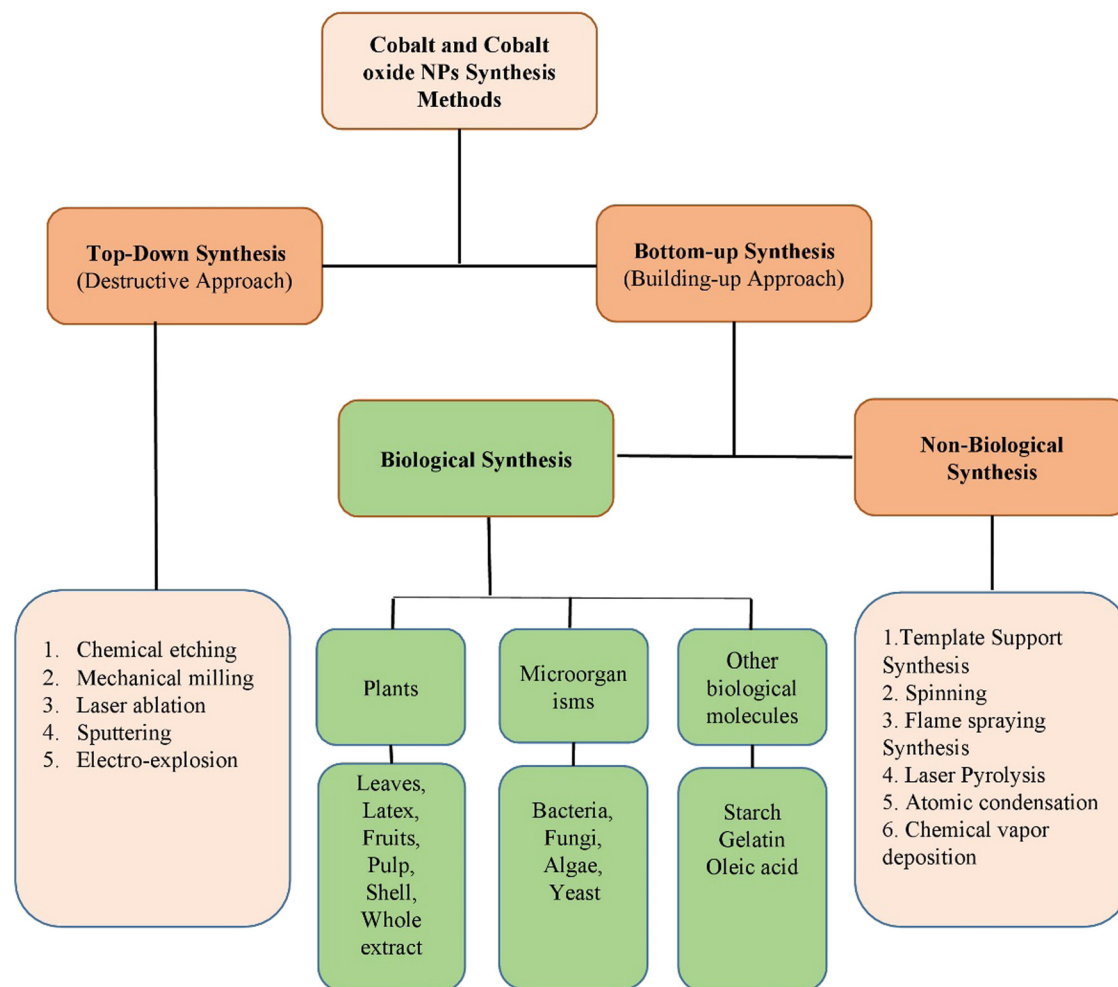 Cobalt and Cobalt
oxide NPs Synthesis
Methods
Top-Down Synthesis
(Destructive Approach)
Bottom-up Synthesis
(Building-up Approach)
Biological Synthesis
Non-Biological
Synthesis
1. Chemical etching
2. Mechanical milling
3. Laser ablation
4. Sputtering
5. Electro-explosion
Plants
Microorgan
isms
Other
biological
molecules
Leaves,
Latex,
Fruits,
Pulp,
Shell,
Whole
extract
Bacteria,
Fungi,
Algae,
Yeast
Starch
Gelatin
Oleic acid
1.Template Support
Synthesis
2. Spinning
3. Flame spraying
Synthesis
4. Laser Pyrolysis
5. Atomic condensation
6. Chemical vapor
deposition